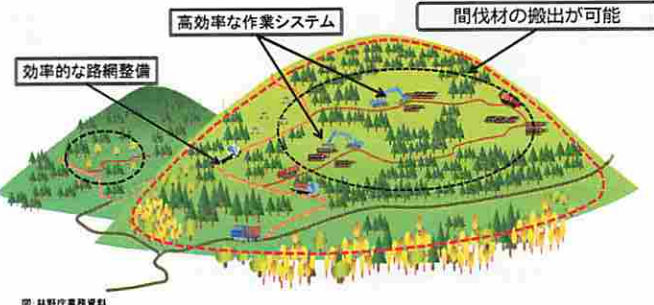 高効率な作業システム
間伐材の搬出が可能
効率的な路網整備
図:林野庁業務資料